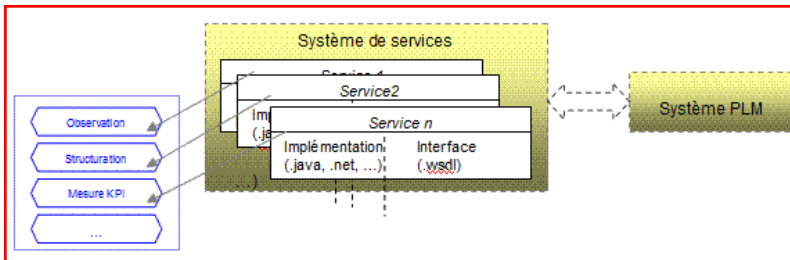 Système de services
Service2
Service n
Implémentation Interface
(.java, .net, ...) (.wsdl)
...)
Système PLM
Observation
Structuration
Mesure KPI
...